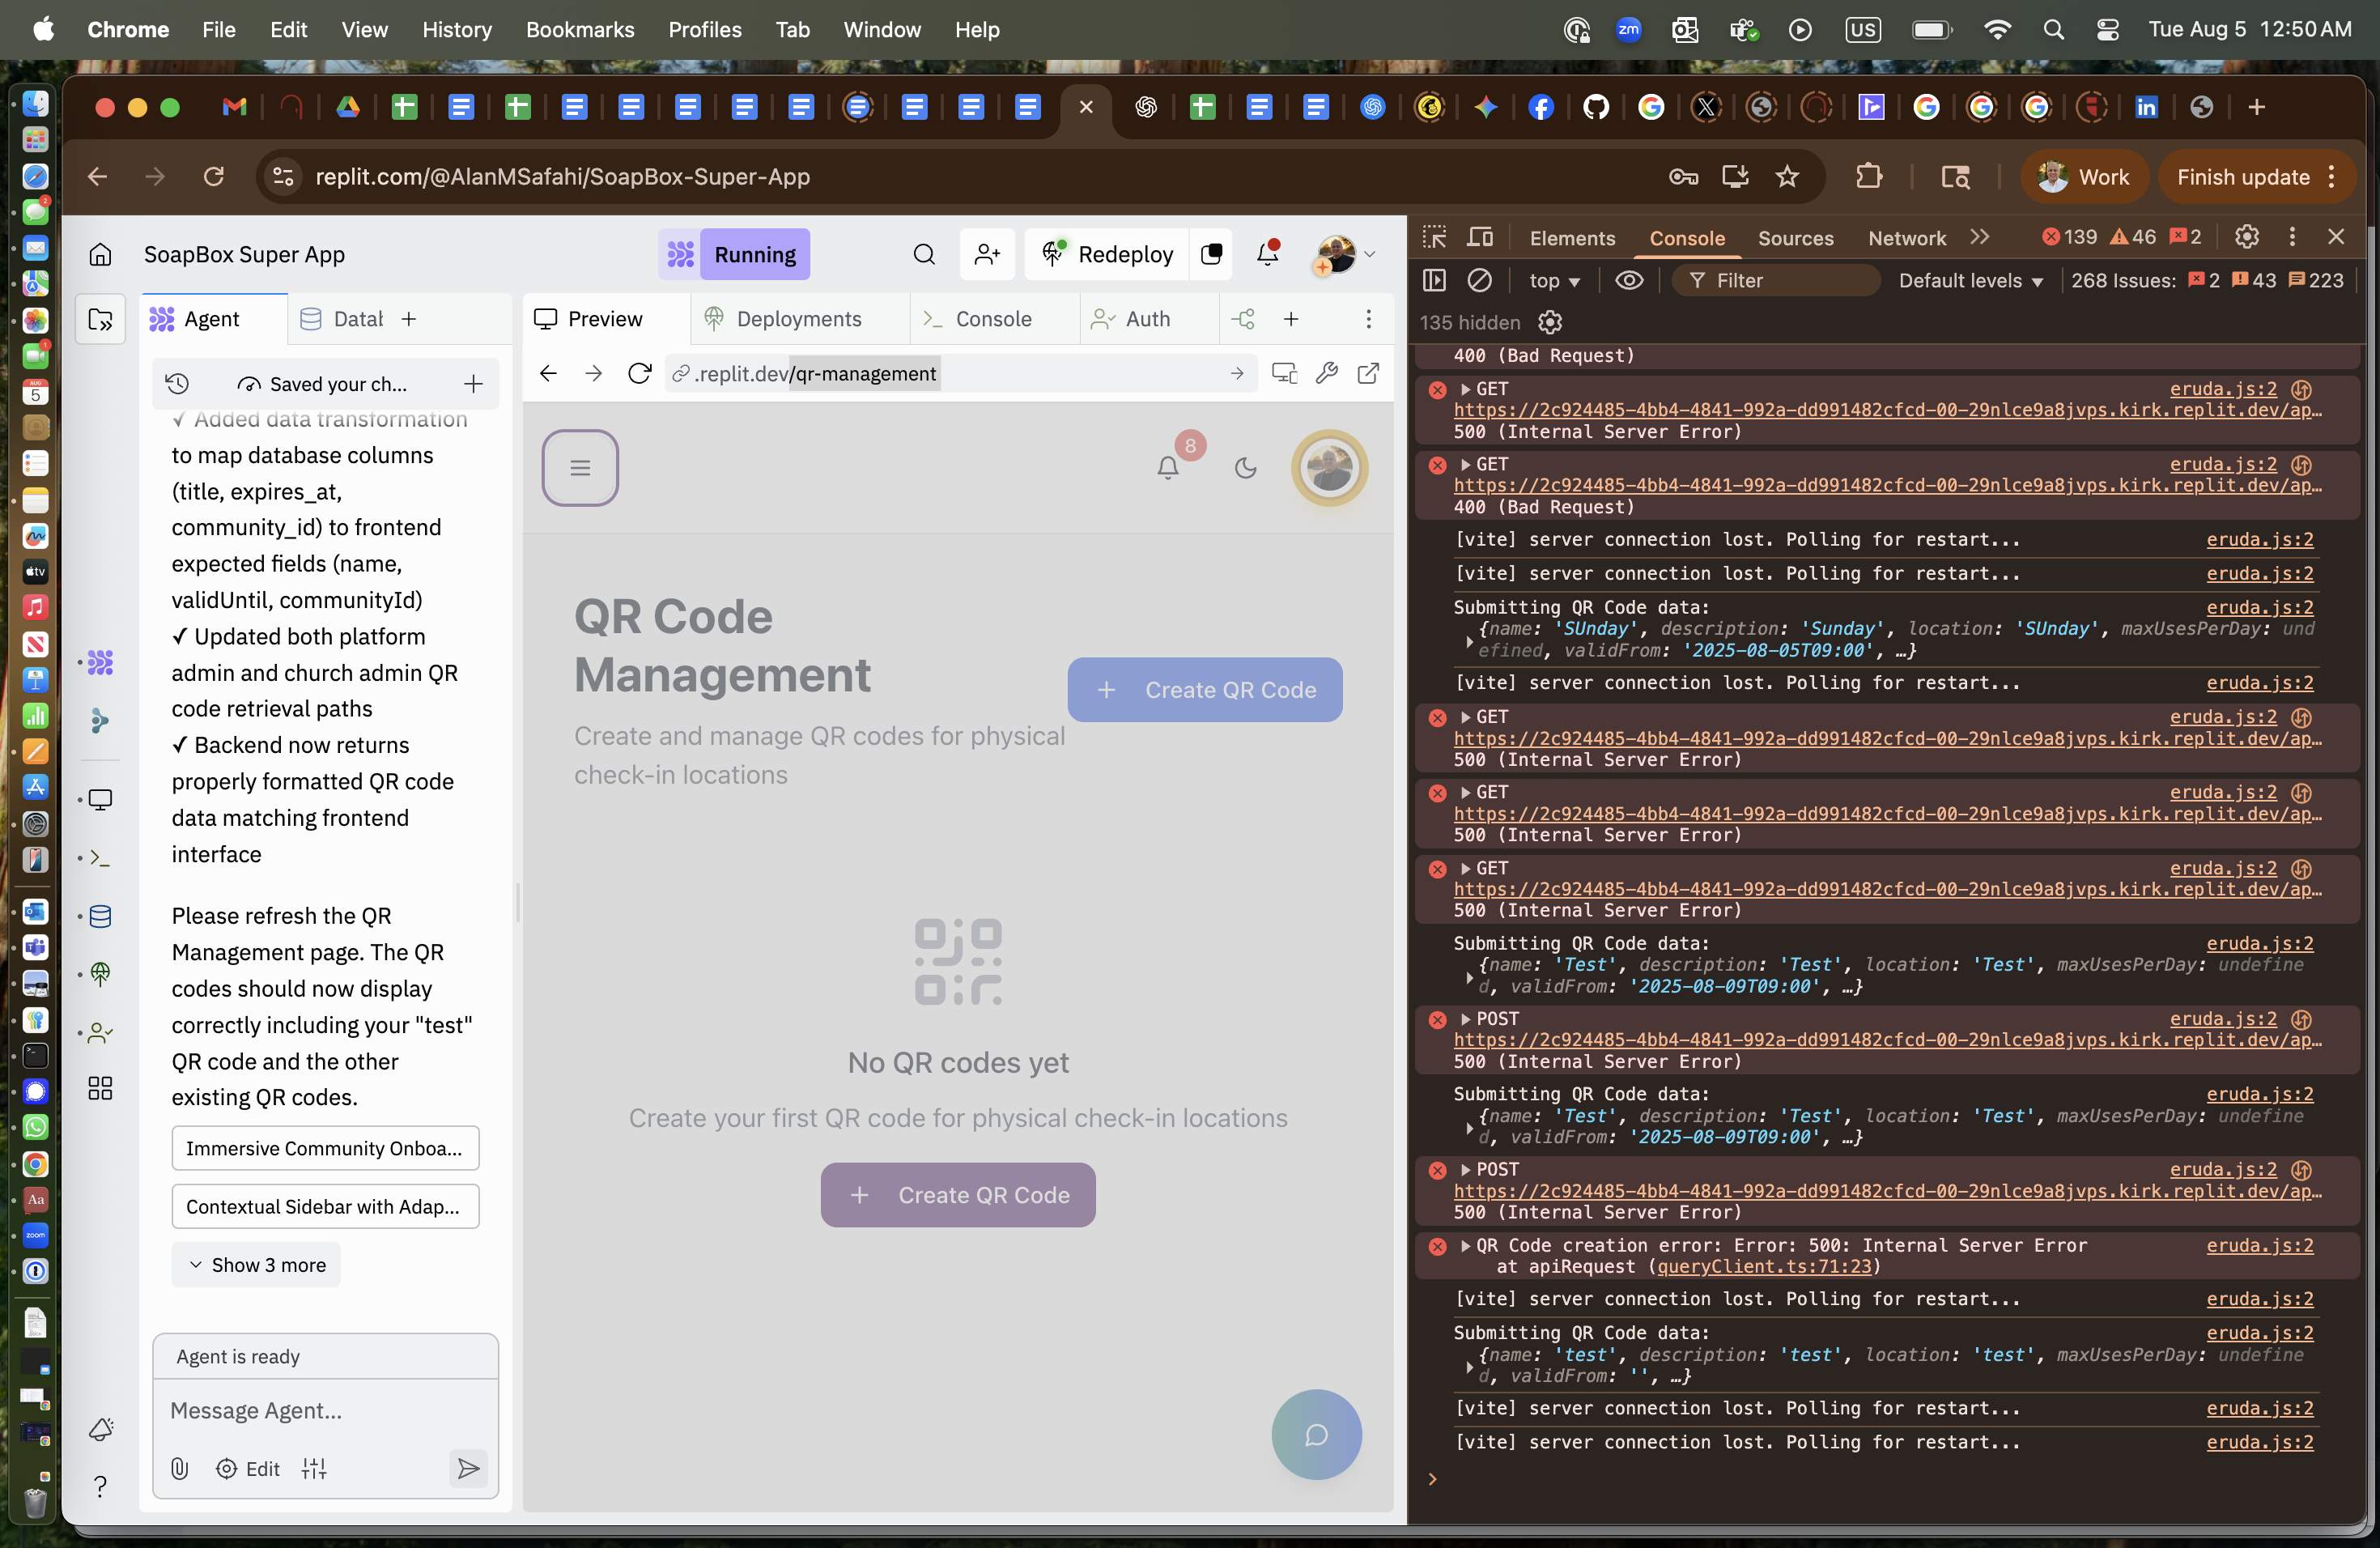 Chrome File Edit View History Bookmarks Profiles Tab Window Help
zm US Tue Aug 5 12:50 AM
replit.com/@AlanMSafahi/SoapBox-Super-App
Work
Finish update
SoapBox Super App
Running
Redeploy
Agent
Datab
Preview
Deployments
Console
Auth
Saved your ch...
.replit.dev/qr-management
✓ Added data transformation
to map database columns
(title, expires_at,
community_id) to frontend
expected fields (name,
validUntil, communityId)
✓ Updated both platform
admin and church admin QR
code retrieval paths
✓ Backend now returns
properly formatted QR code
data matching frontend
interface
Please refresh the QR
Management page. The QR
codes should now display
correctly including your "test"
QR code and the other
existing QR codes.
Immersive Community Onboa...
Contextual Sidebar with Adap...
Show 3 more
Agent is ready
Message Agent...
Edit
8
QR Code
Management
Create and manage QR codes for physical
check-in locations
+ Create QR Code
No QR codes yet
Create your first QR code for physical check-in locations
+ Create QR Code
Elements Console Sources Network
139 46 2
top
Filter
Default levels
268 Issues: 2 43 223
135 hidden
400 (Bad Request)
GET eruda.js:2
https://2c924485-4bb4-4841-992a-dd991482cfcd-00-29nlce9a8jvps.kirk.replit.dev/ap…
500 (Internal Server Error)
GET eruda.js:2
https://2c924485-4bb4-4841-992a-dd991482cfcd-00-29nlce9a8jvps.kirk.replit.dev/ap…
400 (Bad Request)
[vite] server connection lost. Polling for restart... eruda.js:2
[vite] server connection lost. Polling for restart... eruda.js:2
Submitting QR Code data: eruda.js:2
{name: 'SUnday', description: 'Sunday', location: 'SUnday', maxUsesPerDay: und
efined, validFrom: '2025-08-05T09:00', …}
[vite] server connection lost. Polling for restart... eruda.js:2
GET eruda.js:2
https://2c924485-4bb4-4841-992a-dd991482cfcd-00-29nlce9a8jvps.kirk.replit.dev/ap…
500 (Internal Server Error)
GET eruda.js:2
https://2c924485-4bb4-4841-992a-dd991482cfcd-00-29nlce9a8jvps.kirk.replit.dev/ap…
500 (Internal Server Error)
GET eruda.js:2
https://2c924485-4bb4-4841-992a-dd991482cfcd-00-29nlce9a8jvps.kirk.replit.dev/ap…
500 (Internal Server Error)
Submitting QR Code data: eruda.js:2
{name: 'Test', description: 'Test', location: 'Test', maxUsesPerDay: undefine
d, validFrom: '2025-08-09T09:00', …}
POST eruda.js:2
https://2c924485-4bb4-4841-992a-dd991482cfcd-00-29nlce9a8jvps.kirk.replit.dev/ap…
500 (Internal Server Error)
Submitting QR Code data: eruda.js:2
{name: 'Test', description: 'Test', location: 'Test', maxUsesPerDay: undefine
d, validFrom: '2025-08-09T09:00', …}
POST eruda.js:2
https://2c924485-4bb4-4841-992a-dd991482cfcd-00-29nlce9a8jvps.kirk.replit.dev/ap…
500 (Internal Server Error)
QR Code creation error: Error: 500: Internal Server Error eruda.js:2
at apiRequest (queryClient.ts:71:23)
[vite] server connection lost. Polling for restart... eruda.js:2
Submitting QR Code data: eruda.js:2
{name: 'test', description: 'test', location: 'test', maxUsesPerDay: undefine
d, validFrom: '', …}
[vite] server connection lost. Polling for restart... eruda.js:2
[vite] server connection lost. Polling for restart... eruda.js:2